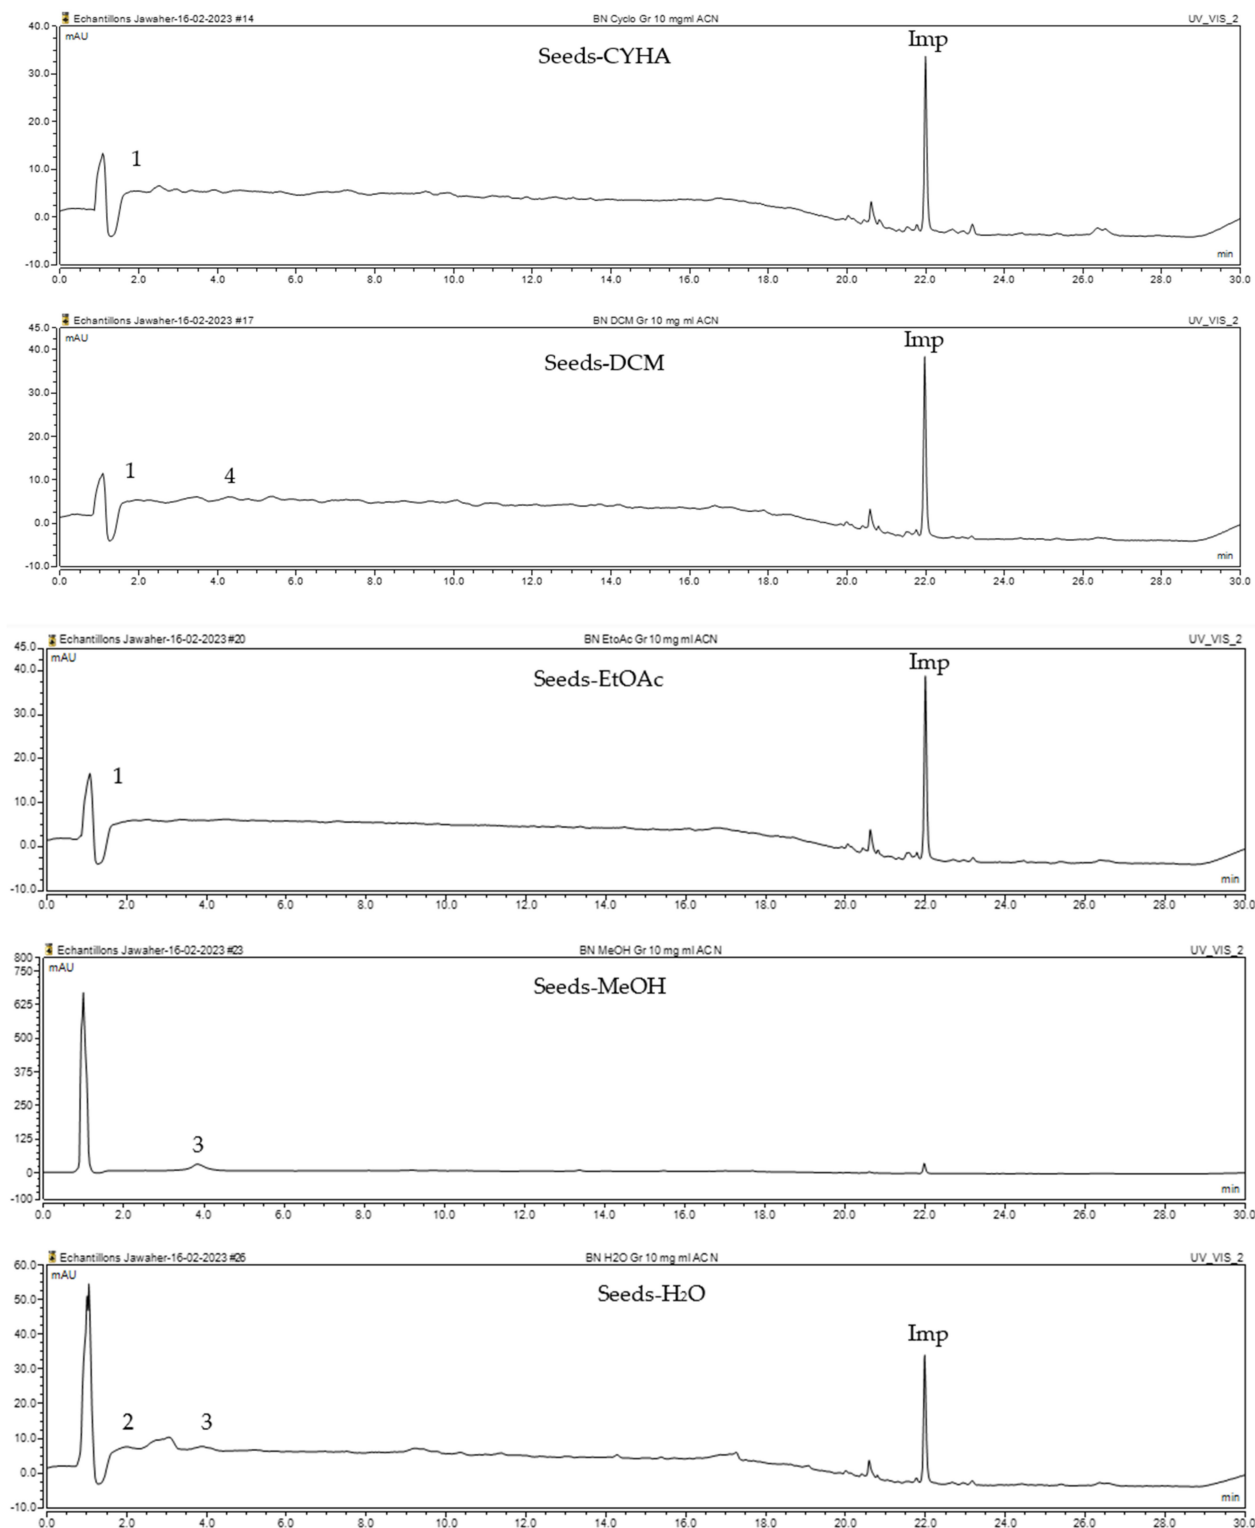 Echantillons Jawaher-16-02-2023 #14 BN Cyclo Gr 10 mgml ACN UV_VIS_2
40.0
mAU
Seeds-CYHA
Imp
30.0
20.0
1
10.0
0.0
min
-10.0
0.0 2.0 4.0 6.0 8.0 10.0 12.0 14.0 16.0 18.0 20.0 22.0 24.0 26.0 28.0 30.0
Echantillons Jawaher-16-02-2023 #17 BN DCM Gr 10 mg ml ACN UV_VIS_2
45.0
mAU
40.0
Imp
Seeds-DCM
30.0
20.0
1 4
10.0
0.0
min
-10.0
0.0 2.0 4.0 6.0 8.0 10.0 12.0 14.0 16.0 18.0 20.0 22.0 24.0 26.0 28.0 30.0
Echantillons Jawaher-16-02-2023 #20 BN EtoAc Gr 10 mg ml ACN UV_VIS_2
45.0
mAU
40.0
Imp
Seeds-EtOAc
30.0
20.0
1
10.0
0.0
min
-10.0
0.0 2.0 4.0 6.0 8.0 10.0 12.0 14.0 16.0 18.0 20.0 22.0 24.0 26.0 28.0 30.0
Echantillons Jawaher-16-02-2023 #23 BN MeOH Gr 10 mg ml ACN UV_VIS_2
800
mAU
750
Seeds-MeOH
625
500
375
250
125
3
0
min
-100
0.0 2.0 4.0 6.0 8.0 10.0 12.0 14.0 16.0 18.0 20.0 22.0 24.0 26.0 28.0 30.0
Echantillons Jawaher-16-02-2023 #26 BN H2O Gr 10 mg ml ACN UV_VIS_2
60.0
mAU
Seeds-H2O
50.0
40.0
Imp
30.0
20.0
2 3
10.0
0.0
min
-10.0
0.0 2.0 4.0 6.0 8.0 10.0 12.0 14.0 16.0 18.0 20.0 22.0 24.0 26.0 28.0 30.0